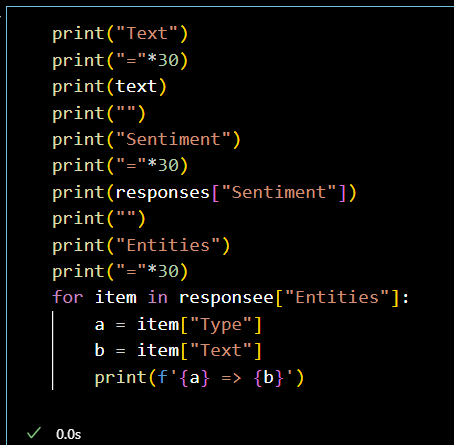 print("Text")
print("="*30)
print(text)
print("")
print("Sentiment")
print("="*30)
print(responses["Sentiment"])
print("")
print("Entities")
print("="*30)
for item in responsee["Entities"]:
    a = item["Type"]
    b = item["Text"]
    print(f'{a} => {b}')
0.0s